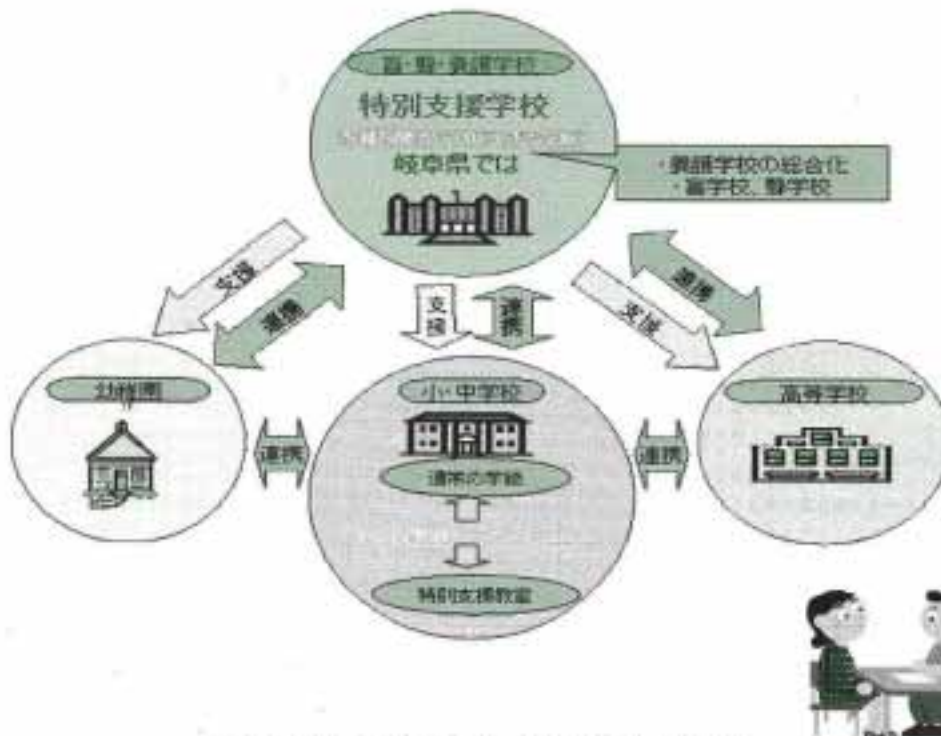 盲・聾・養護学校
特別支援学校
岐阜県では
・養護学校の総合化
・盲学校、聾学校
支援
連携
支援
連携
支援
連携
幼稚園
小・中学校
高等学校
連携
連携
通常の学級
特別支援教室